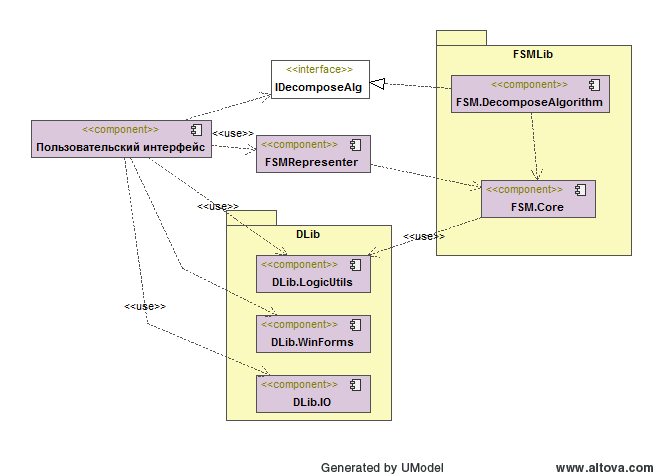 FSMLib
<<interface>>
IDecomposeAlg
<<component>>
FSM.DecomposeAlgorithm
<<component>>
Пользовательский интерфейс
<<use>>
<<component>>
FSMRepresenter
<<component>>
FSM.Core
<<use>>
<<use>>
DLib
<<component>>
DLib.LogicUtils
<<use>>
<<component>>
DLib.WinForms
<<component>>
DLib.IO
Generated by UModel
www.altova.com